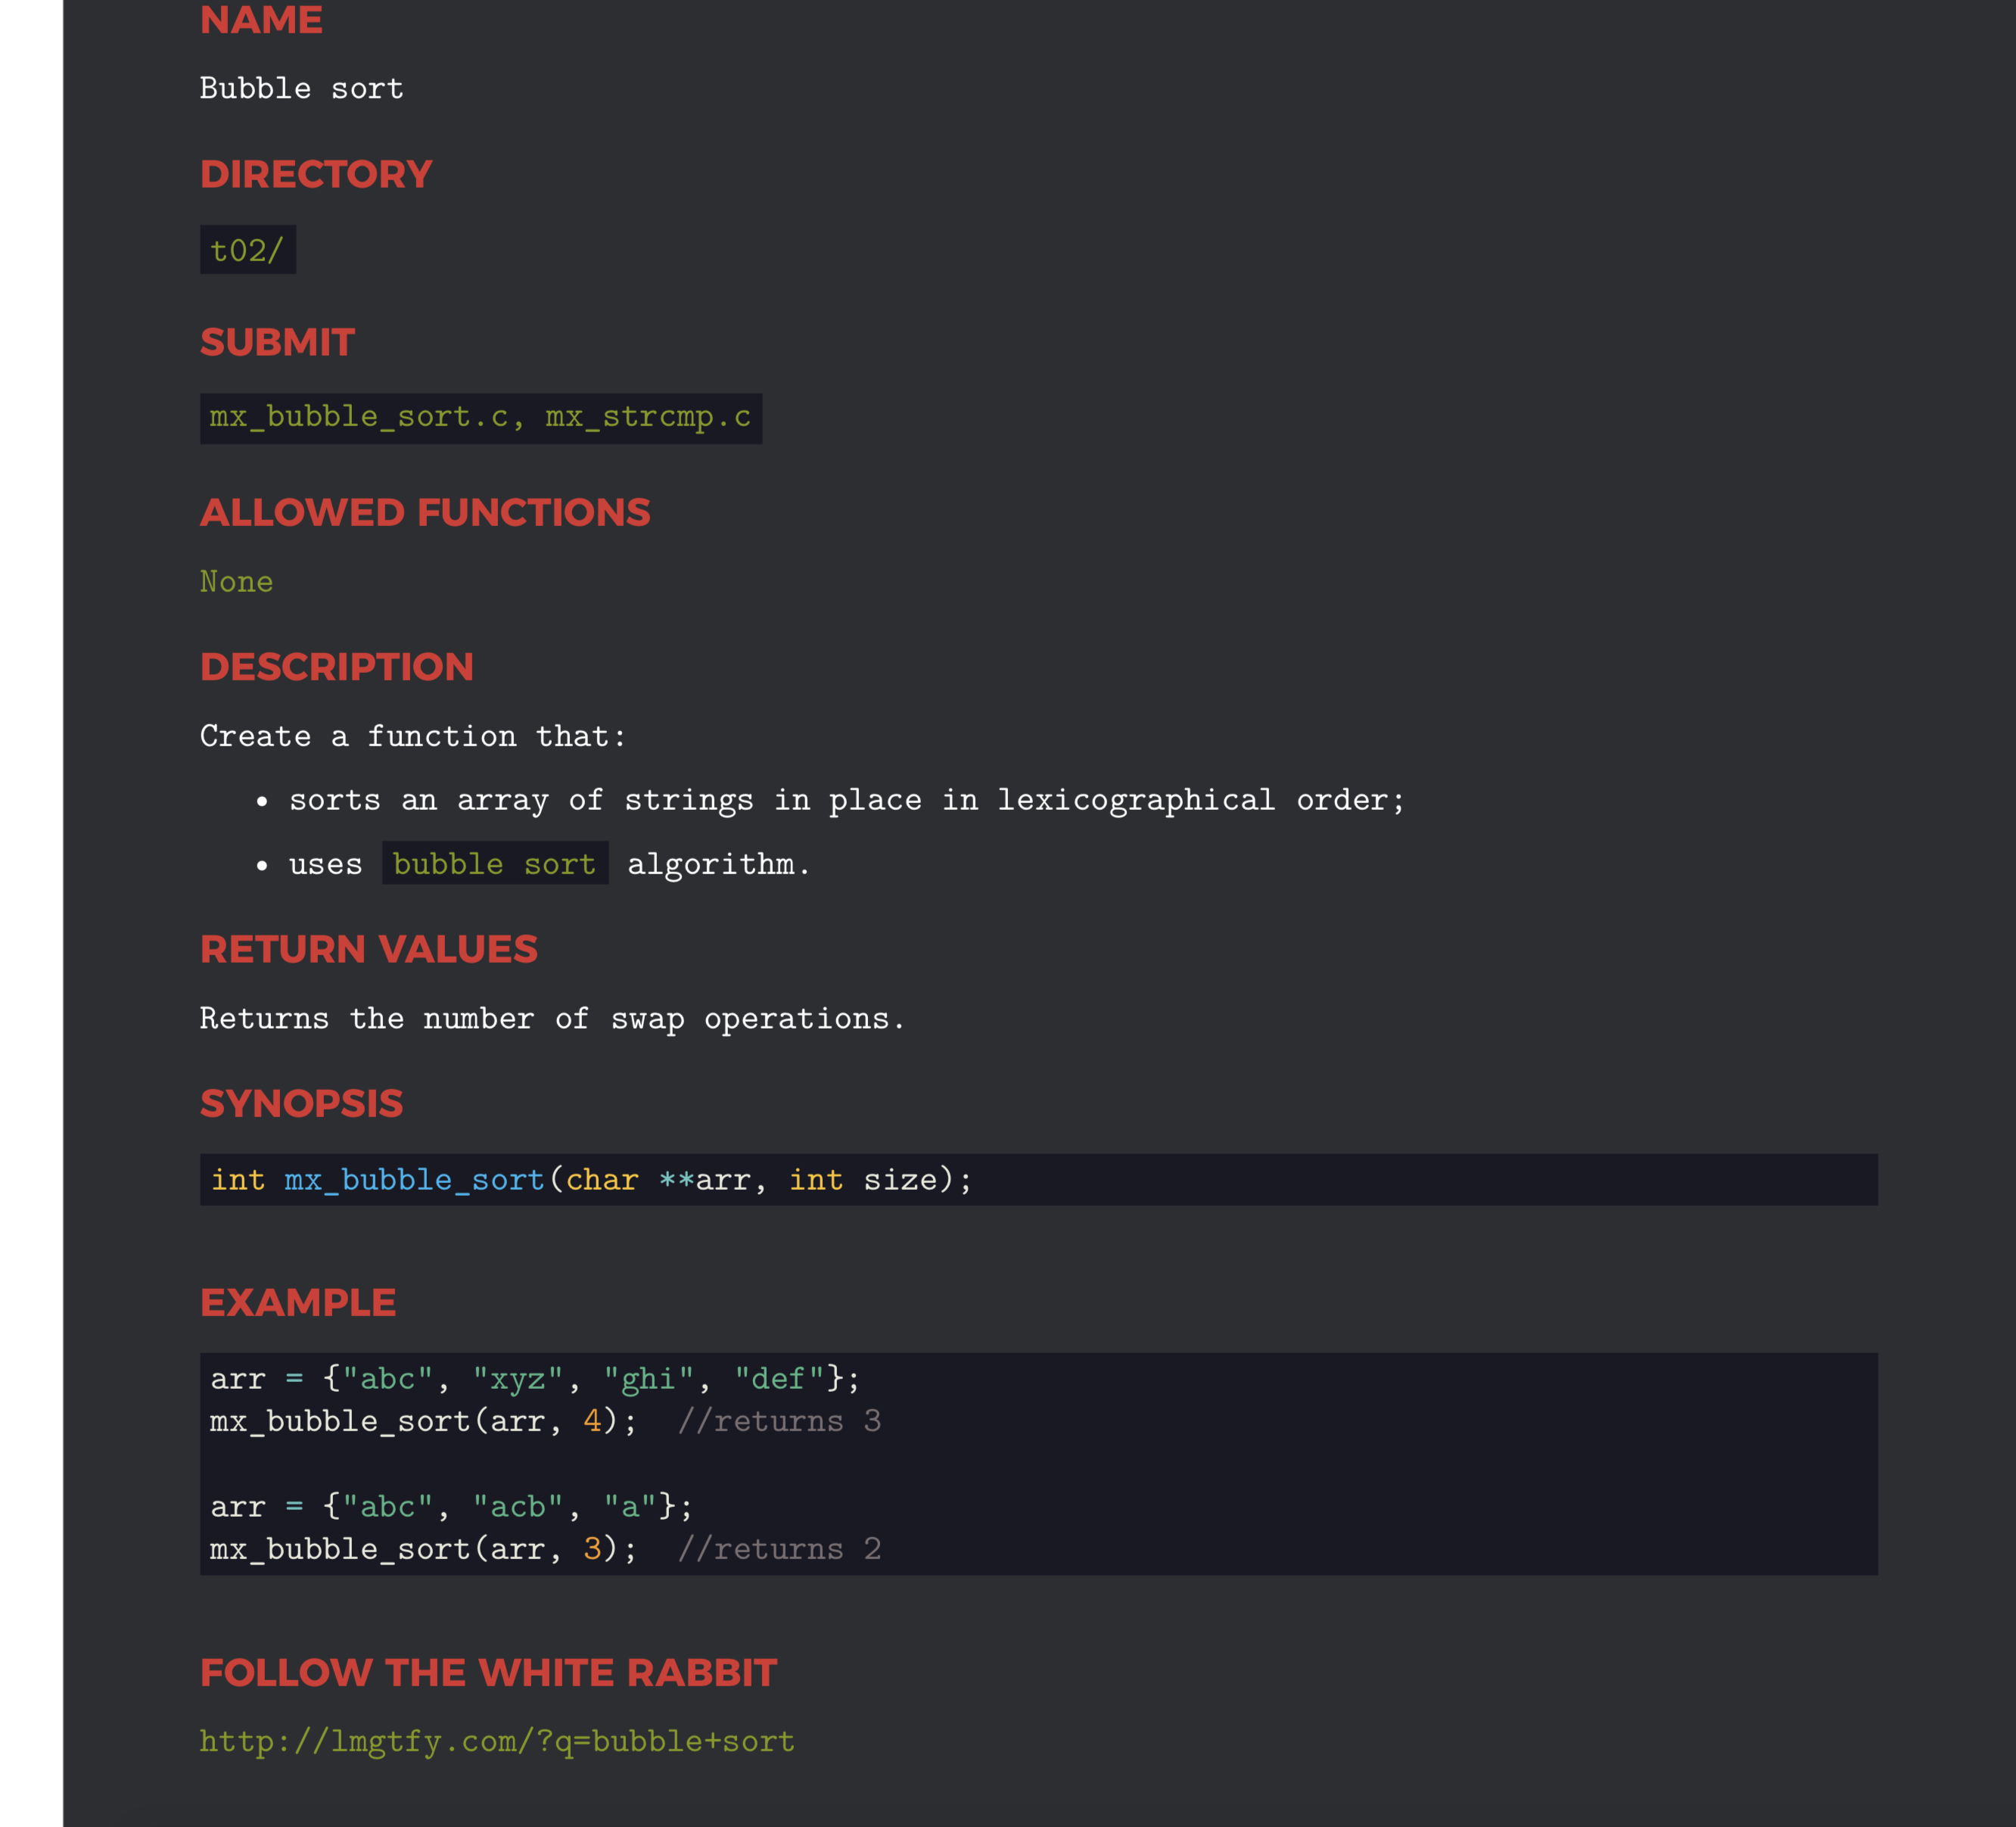 NAME
Bubble sort
DIRECTORY
t02/
SUBMIT
mx_bubble_sort.c, mx_strcmp.c
ALLOWED FUNCTIONS
None
DESCRIPTION
Create a function that:
• sorts an array of strings in place in lexicographical order;
• uses bubble sort algorithm.
RETURN VALUES
Returns the number of swap operations.
SYNOPSIS
int mx_bubble_sort(char **arr, int size);
EXAMPLE
arr = {"abc", "xyz", "ghi", "def"};
mx_bubble_sort(arr, 4);  //returns 3
arr = {"abc", "acb", "a"};
mx_bubble_sort(arr, 3);  //returns 2
FOLLOW THE WHITE RABBIT
http://lmgtfy.com/?q=bubble+sort